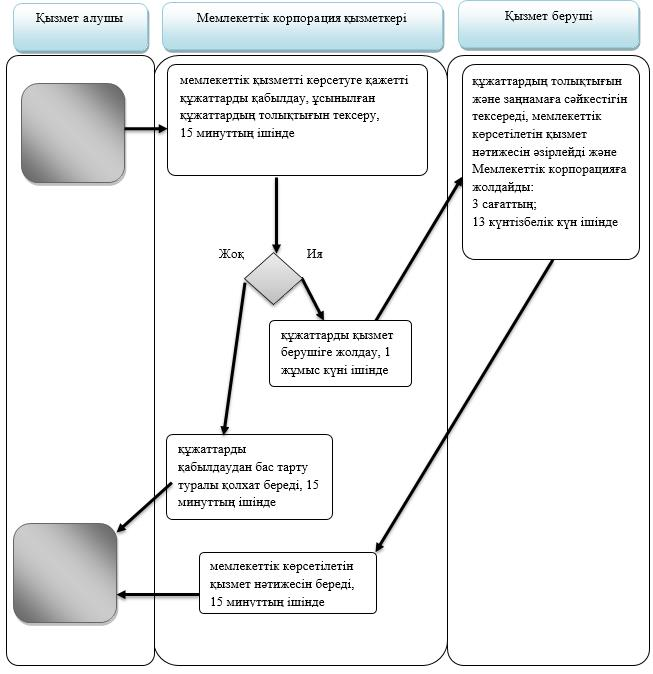 Қызмет алушы
Мемлекеттік корпорация қызметкері
Қызмет беруші
мемлекеттік қызметті көрсетуге қажетті
құжаттарды қабылдау, ұсынылған
құжаттардың толықтығын тексеру,
15 минуттың ішінде
құжаттардың толықтығын
және заңнамаға сәйкестігін
тексереді, мемлекеттік
көрсетілетін қызмет
нәтижесін әзірлейді және
Мемлекеттік корпорацияға
жолдайды:
3 сағаттың;
13 күнтізбелік күн ішінде
Жоқ
Ия
құжаттарды қызмет
берушіге жолдау, 1
жұмыс күні ішінде
құжаттарды
қабылдаудан бас тарту
туралы қолхат береді, 15
минуттың ішінде
мемлекеттік көрсетілетін
қызмет нәтижесін береді,
15 минуттың ішінде